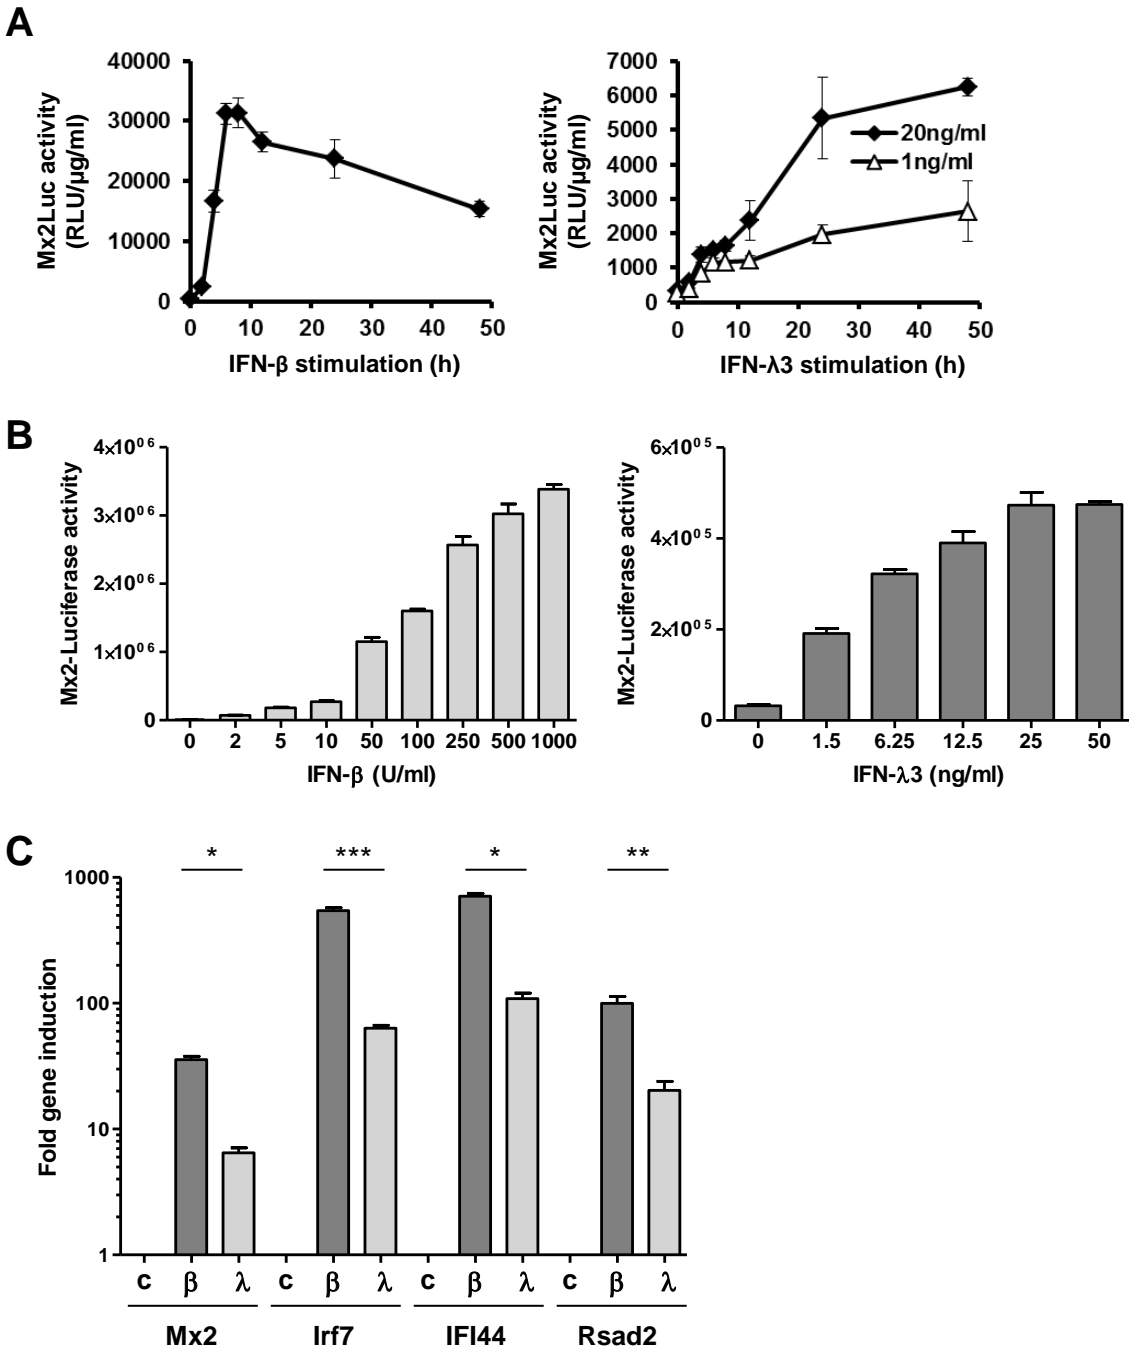 A
Mx2Luc activity
(RLU/µg/ml)
40000
30000
20000
10000
0
0 10 20 30 40 50
IFN-β stimulation (h)
Mx2Luc activity
(RLU/µg/ml)
7000
6000
5000
4000
3000
2000
1000
0
20ng/ml
1ng/ml
0 10 20 30 40 50
IFN-λ3 stimulation (h)
B
Mx2-Luciferase activity
4×10⁰⁶
3×10⁰⁶
2×10⁰⁶
1×10⁰⁶
0
0 2 5 10 50 100 250 500 1000
IFN-β (U/ml)
Mx2-Luciferase activity
6×10⁰⁵
4×10⁰⁵
2×10⁰⁵
0
0 1.5 6.25 12.5 25 50
IFN-λ3 (ng/ml)
C
* *** * **
Fold gene induction
1000
100
10
1
c β λ c β λ c β λ c β λ
Mx2 Irf7 IFI44 Rsad2